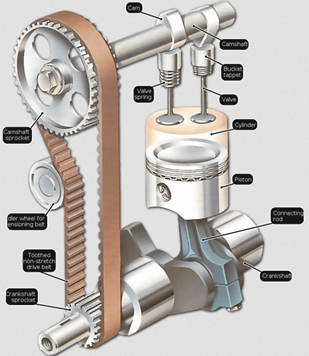 Cam
Camshaft
Bucket
tappet
Valve
spring
Valve
Camshaft
sprocket
Cylinder
Piston
dler wheel for
ensioning belt
Connecting
rod
Toothed
non-stretch
drive belt
Crankshaft
Crankshaft
sprocket